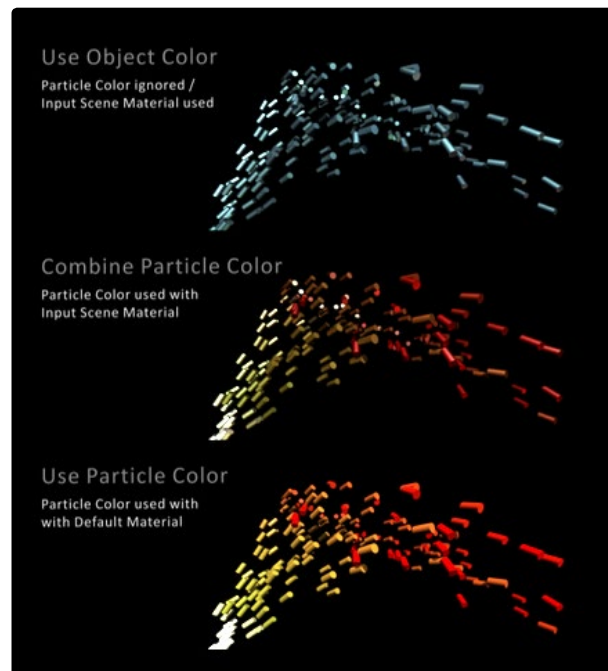 Use Object Color
Particle Color ignored /
Input Scene Material used
Combine Particle Color
Particle Color used with
Input Scene Material
Use Particle Color
Particle Color used with
with Default Material